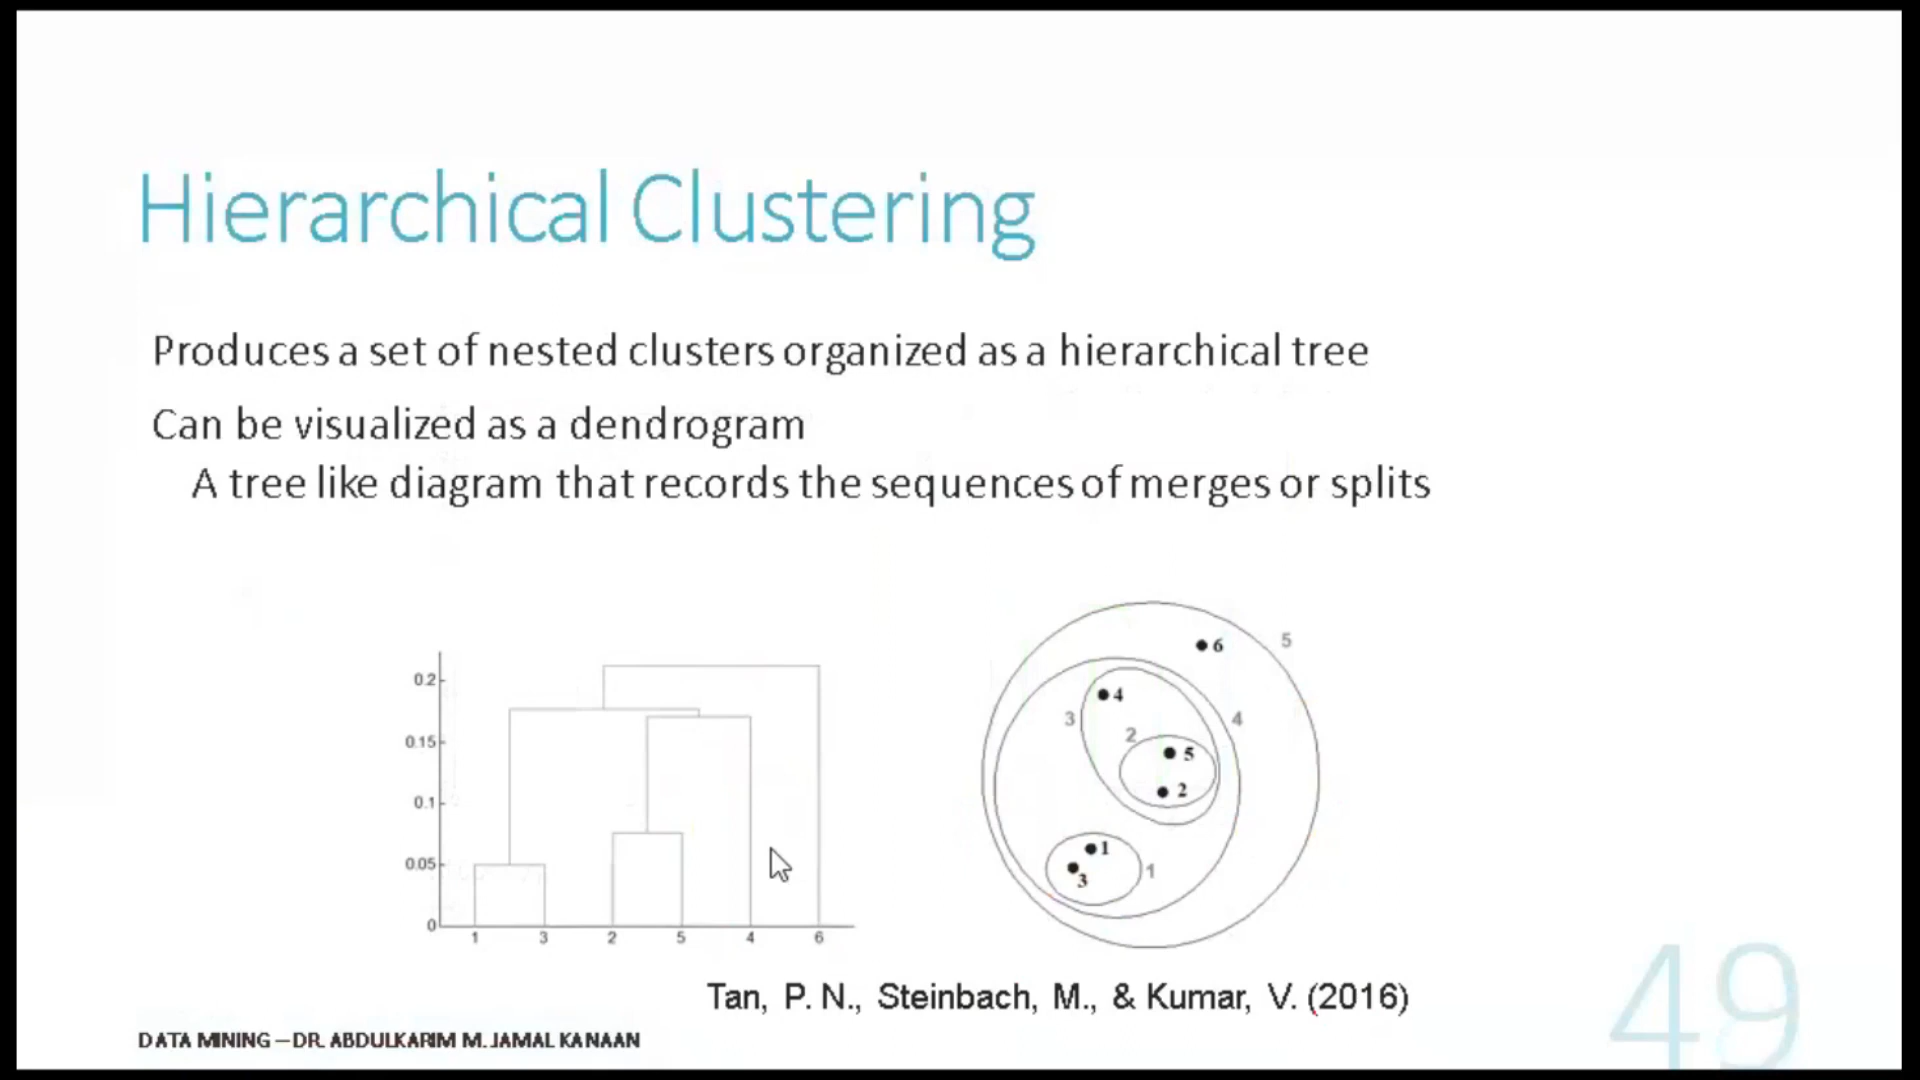 Hierarchical Clustering
Produces a set of nested clusters organized as a hierarchical tree
Can be visualized as a dendrogram
A tree like diagram that records the sequences of merges or splits
0.2
0.15
0.1
0.05
0
1 3 2 5 4 6
6 5
4
3 4
2
5
2
1
1
3
Tan, P. N., Steinbach, M., & Kumar, V. (2016)
DATA MINING – DR. ABDULKARIM M. JAMAL KANAAN
49